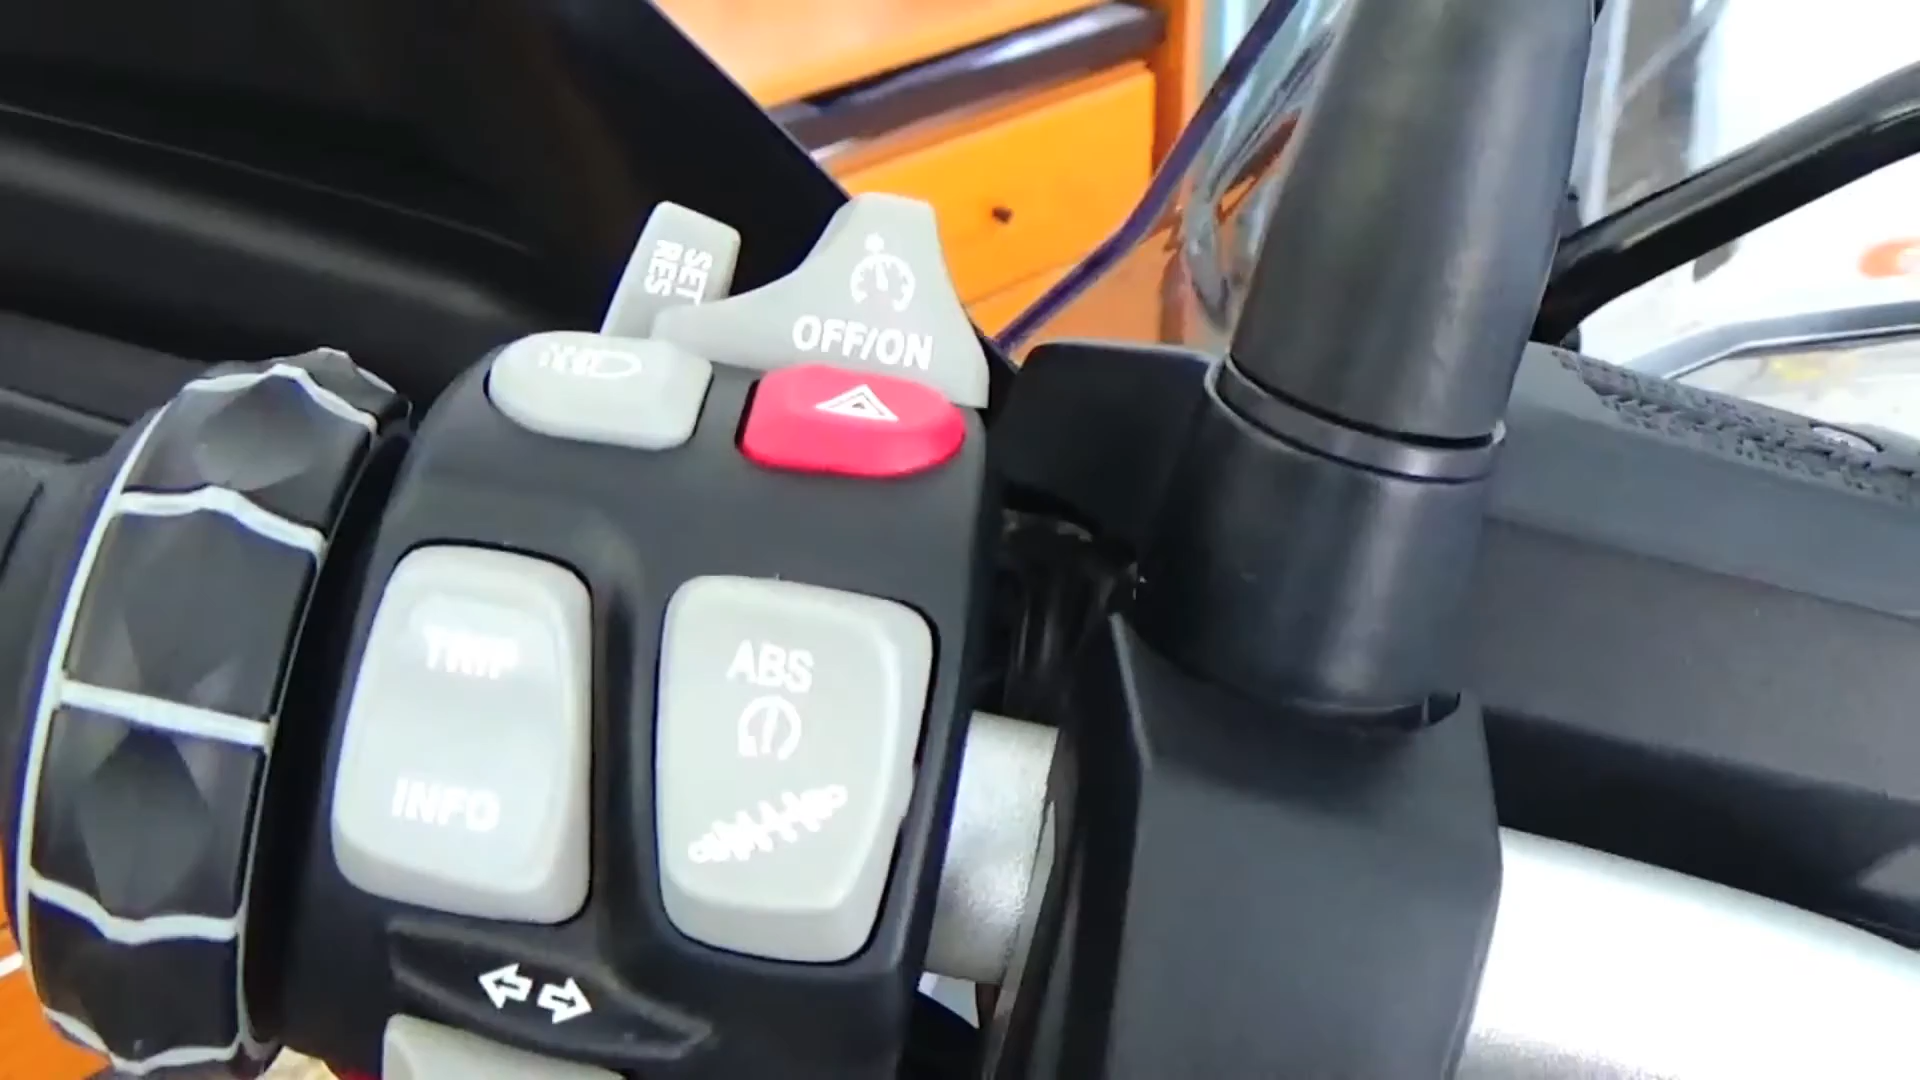 SET
RES
OFF/ON
TRIP
INFO
ABS